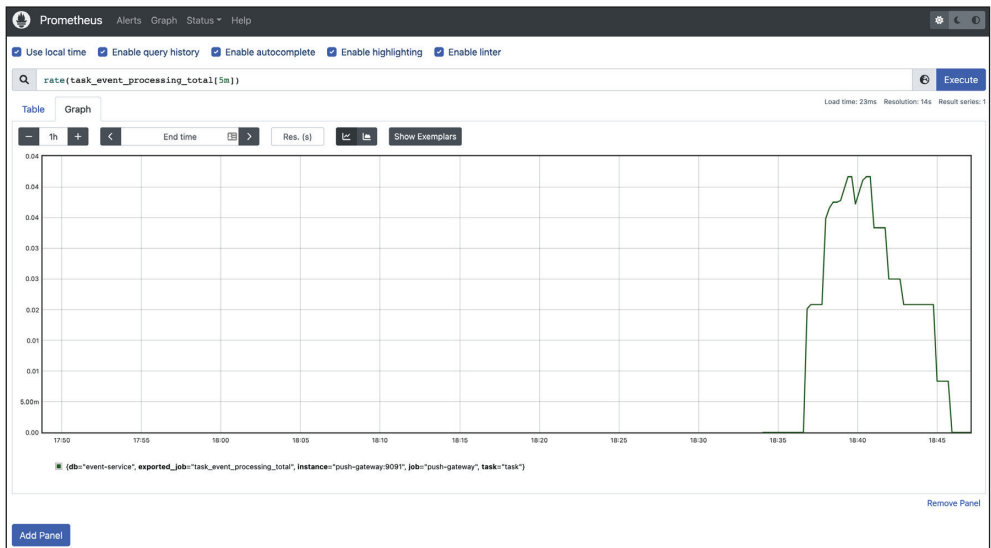 Prometheus Alerts Graph Status Help
Use local time Enable query history Enable autocomplete Enable highlighting Enable linter
rate(task_event_processing_total[5m]) Execute
Load time: 23ms Resolution: 14s Result series: 1
Table Graph
− 1h + < End time > Res. (s) Show Exemplars
0.04
0.04
0.04
0.03
0.03
0.02
0.01
0.01
5.00m
0.00
17:50 17:55 18:00 18:05 18:10 18:15 18:20 18:25 18:30 18:35 18:40 18:45
{db="event-service", exported_job="task_event_processing_total", instance="push-gateway:9091", job="push-gateway", task="task"}
Remove Panel
Add Panel